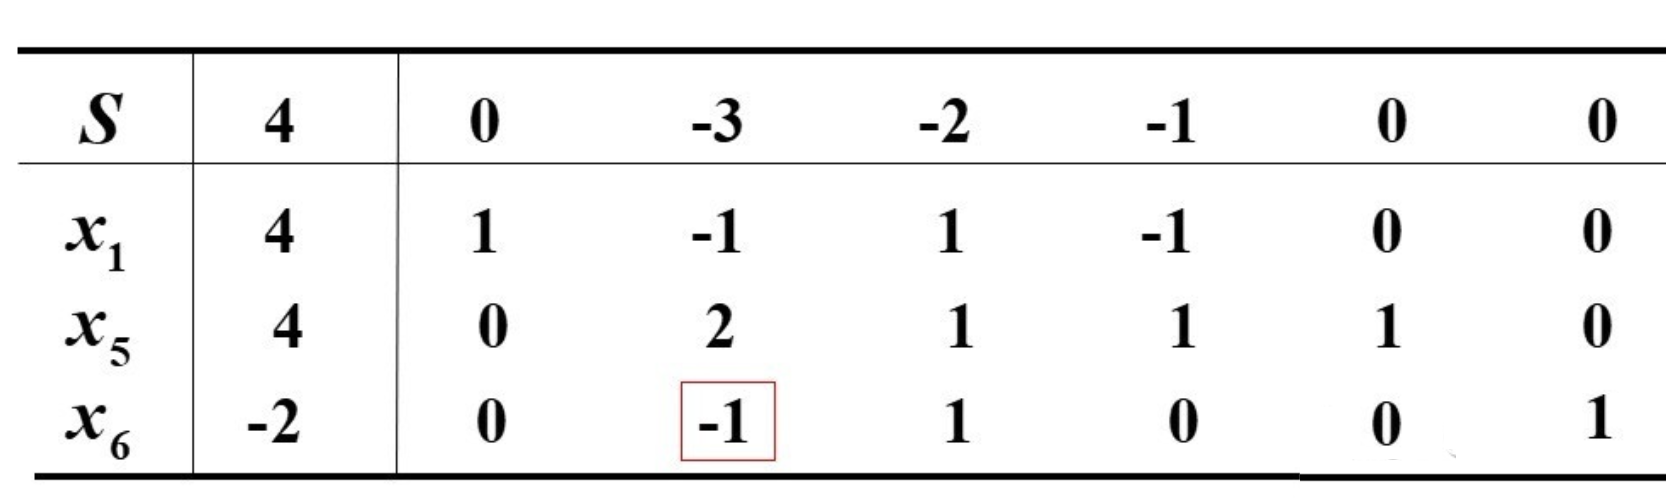 S 4 0 -3 -2 -1 0 0
x₁ 4 1 -1 1 -1 0 0
x₅ 4 0 2 1 1 1 0
x₆ -2 0 -1 1 0 0 1